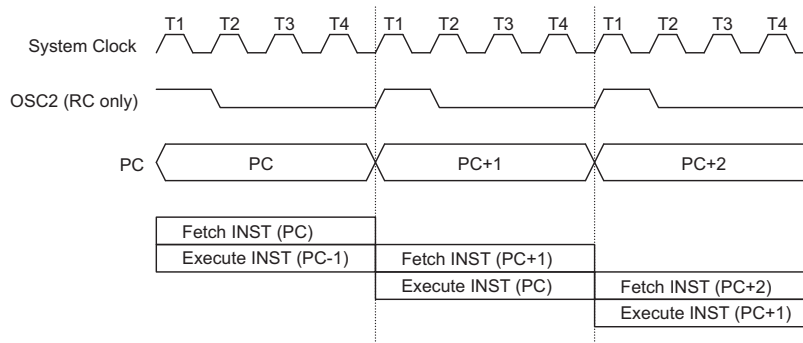 T1 T2 T3 T4 T1 T2 T3 T4 T1 T2 T3 T4
System Clock
OSC2 (RC only)
PC PC PC+1 PC+2
Fetch INST (PC)
Execute INST (PC-1) Fetch INST (PC+1)
Execute INST (PC) Fetch INST (PC+2)
Execute INST (PC+1)